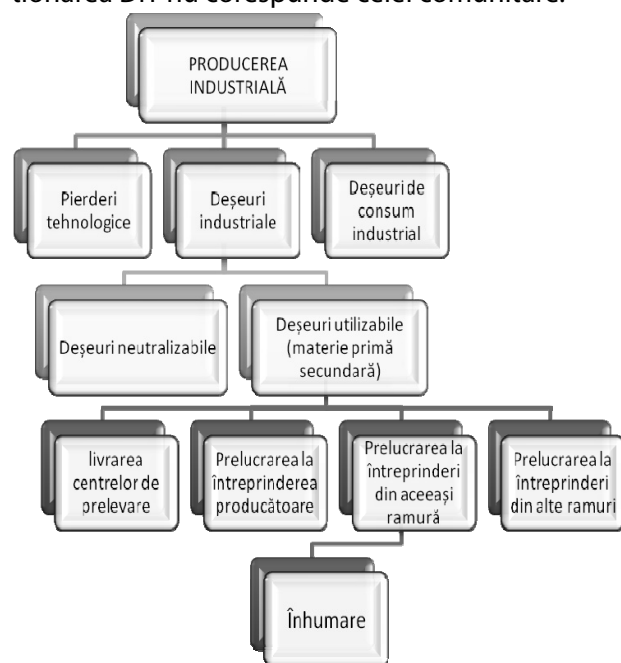 ționarea DIT nu corespunde celei comunitare.
PRODUCEREA
INDUSTRIALĂ
Pierderi
tehnologice
Deșeuri
industriale
Deșeuri de
consum
industrial
Deșeuri neutralizabile
Deșeuri utilizabile
(materie primă
secundară)
livrarea
centrelor de
prelevare
Prelucrarea la
întreprinderea
producătoare
Prelucrarea la
întreprinderi
din aceeași
ramură
Prelucrarea la
întreprinderi
din alte ramuri
Înhumare